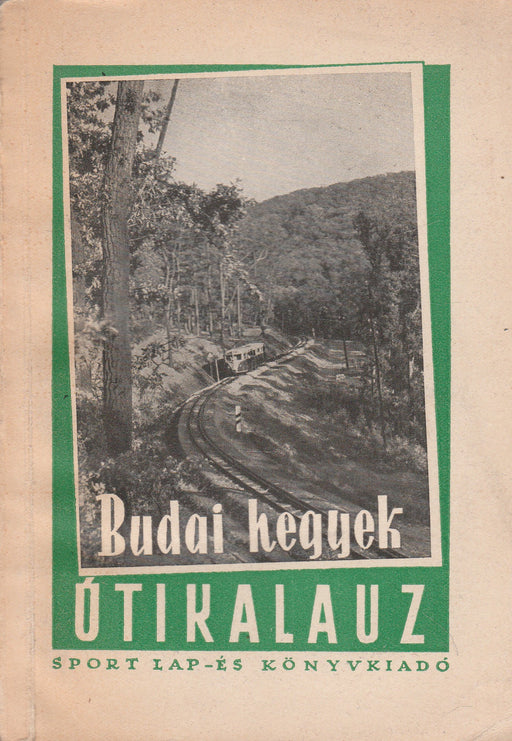 Budai hegyek
ÚTIKALAUZ
SPORT LAP-ÉS KÖNYVKIADÓ